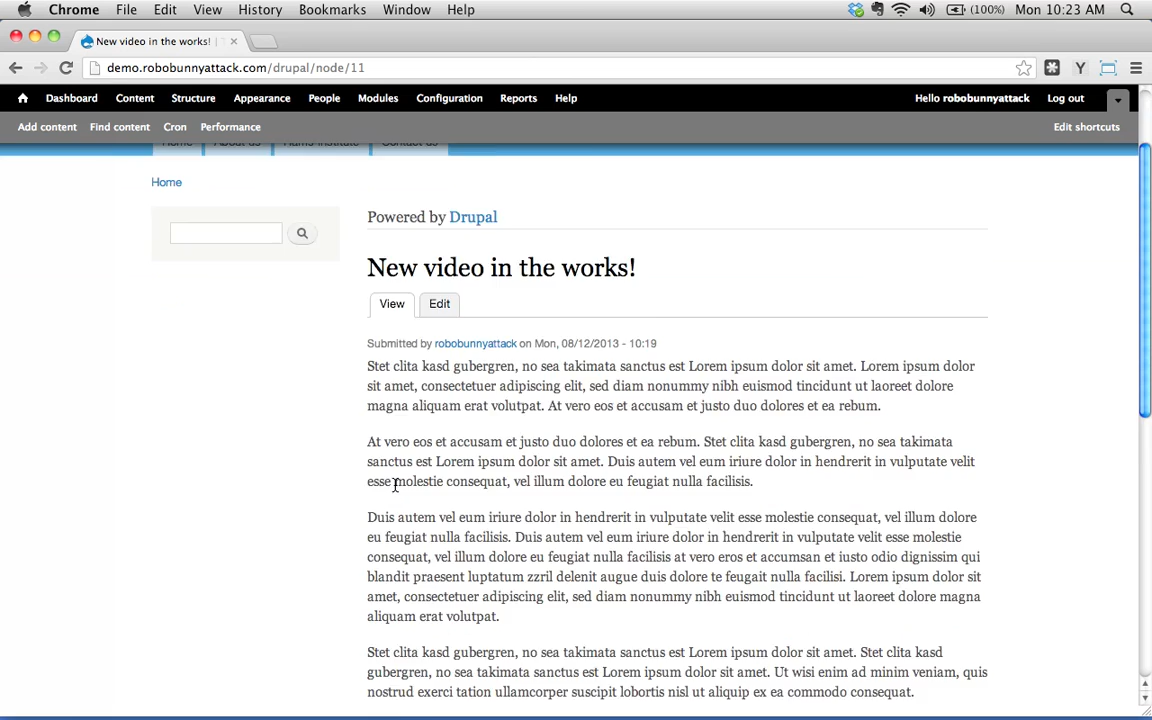 Chrome File Edit View History Bookmarks Window Help (100%) Mon 10:23 AM
New video in the works! |
demo.robobunnyattack.com/drupal/node/11
Dashboard Content Structure Appearance People Modules Configuration Reports Help Hello robobunnyattack Log out
Add content Find content Cron Performance Edit shortcuts
Home About us Contact us
Home
Powered by Drupal
New video in the works!
View Edit
Submitted by robobunnyattack on Mon, 08/12/2013 - 10:19
Stet clita kasd gubergren, no sea takimata sanctus est Lorem ipsum dolor sit amet. Lorem ipsum dolor
sit amet, consectetuer adipiscing elit, sed diam nonummy nibh euismod tincidunt ut laoreet dolore
magna aliquam erat volutpat. At vero eos et accusam et justo duo dolores et ea rebum.
At vero eos et accusam et justo duo dolores et ea rebum. Stet clita kasd gubergren, no sea takimata
sanctus est Lorem ipsum dolor sit amet. Duis autem vel eum iriure dolor in hendrerit in vulputate velit
esse molestie consequat, vel illum dolore eu feugiat nulla facilisis.
Duis autem vel eum iriure dolor in hendrerit in vulputate velit esse molestie consequat, vel illum dolore
eu feugiat nulla facilisis. Duis autem vel eum iriure dolor in hendrerit in vulputate velit esse molestie
consequat, vel illum dolore eu feugiat nulla facilisis at vero eros et accumsan et iusto odio dignissim qui
blandit praesent luptatum zzril delenit augue duis dolore te feugait nulla facilisi. Lorem ipsum dolor sit
amet, consectetuer adipiscing elit, sed diam nonummy nibh euismod tincidunt ut laoreet dolore magna
aliquam erat volutpat.
Stet clita kasd gubergren, no sea takimata sanctus est Lorem ipsum dolor sit amet. Stet clita kasd
gubergren, no sea takimata sanctus est Lorem ipsum dolor sit amet. Ut wisi enim ad minim veniam, quis
nostrud exerci tation ullamcorper suscipit lobortis nisl ut aliquip ex ea commodo consequat.